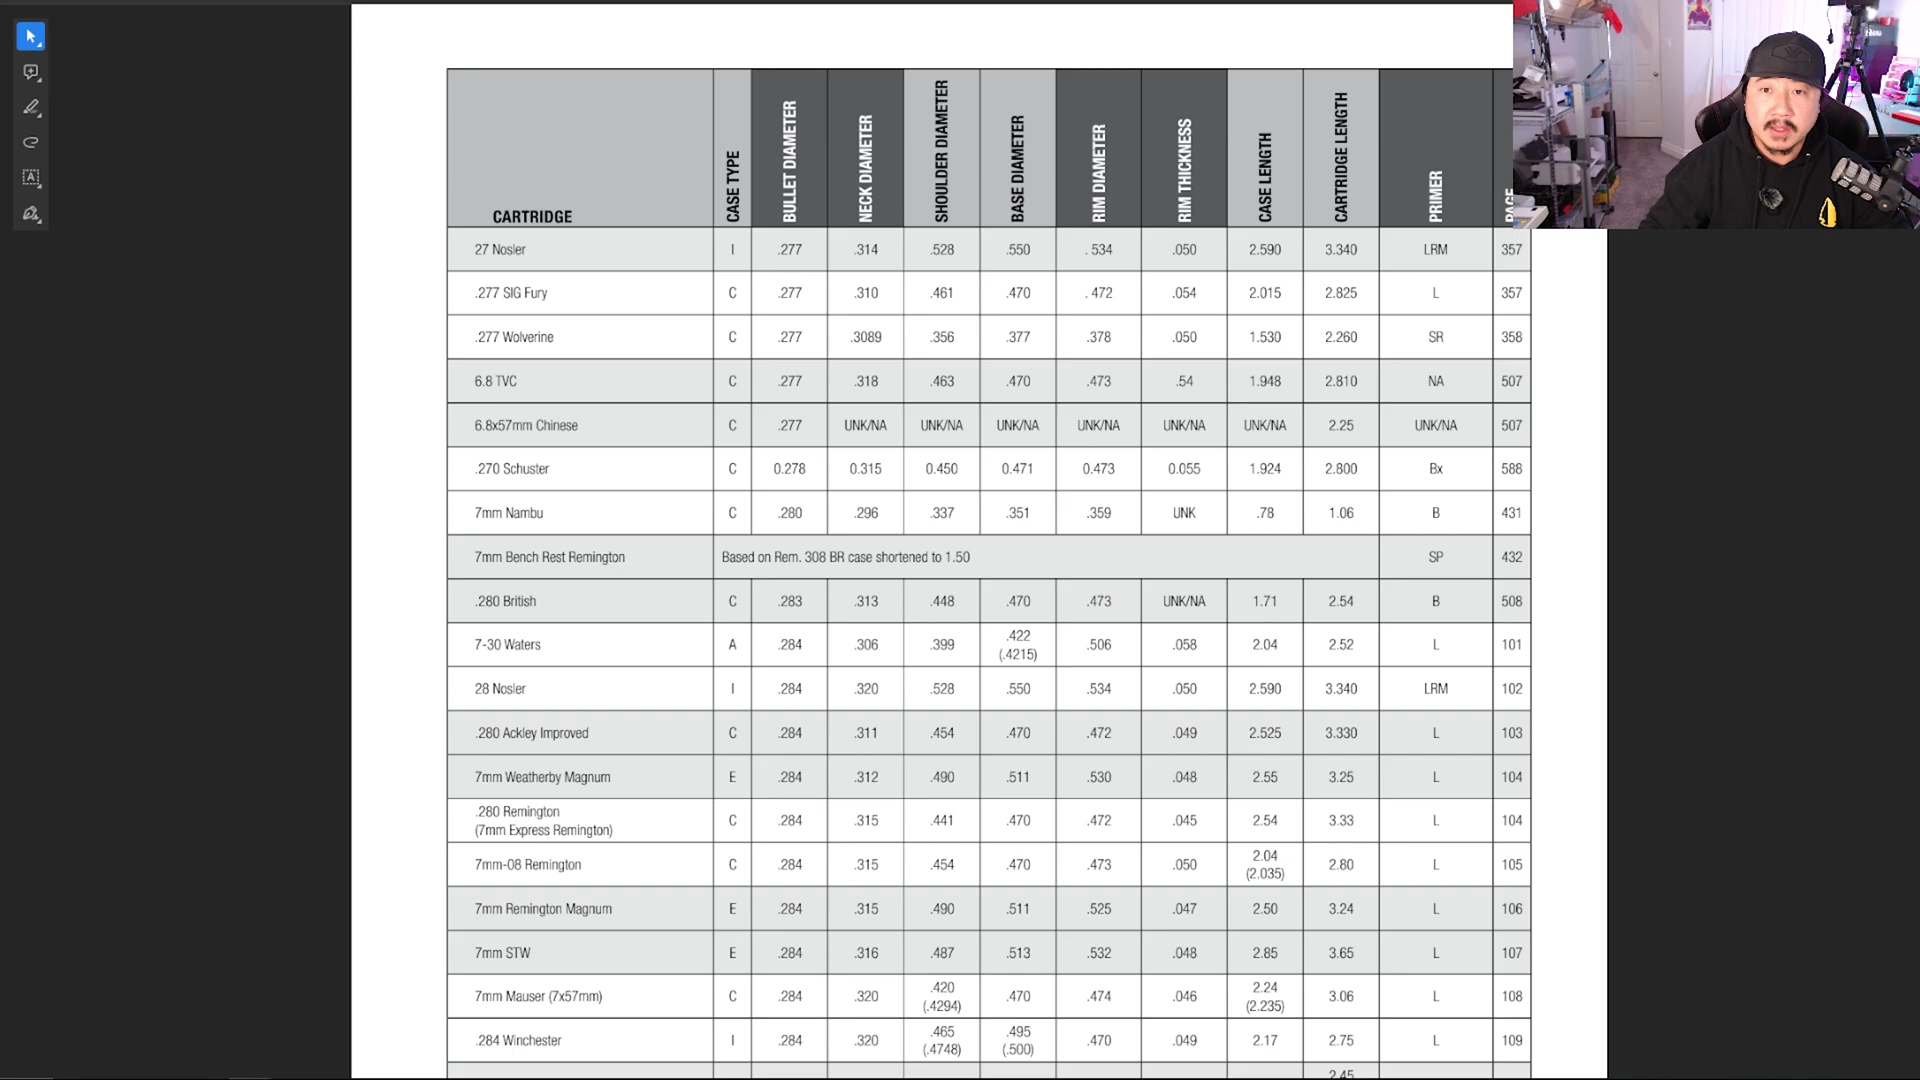 CARTRIDGE CASE TYPE BULLET DIAMETER NECK DIAMETER SHOULDER DIAMETER BASE DIAMETER RIM DIAMETER RIM THICKNESS CASE LENGTH CARTRIDGE LENGTH PRIMER
27 Nosler I .277 .314 .528 .550 . 534 .050 2.590 3.340 LRM 357
.277 SIG Fury C .277 .310 .461 .470 . 472 .054 2.015 2.825 L 357
.277 Wolverine C .277 .3089 .356 .377 .378 .050 1.530 2.260 SR 358
6.8 TVC C .277 .318 .463 .470 .473 .54 1.948 2.810 NA 507
6.8x57mm Chinese C .277 UNK/NA UNK/NA UNK/NA UNK/NA UNK/NA UNK/NA 2.25 UNK/NA 507
.270 Schuster C 0.278 0.315 0.450 0.471 0.473 0.055 1.924 2.800 Bx 588
7mm Nambu C .280 .296 .337 .351 .359 UNK .78 1.06 B 431
7mm Bench Rest Remington Based on Rem. 308 BR case shortened to 1.50 SP 432
.280 British C .283 .313 .448 .470 .473 UNK/NA 1.71 2.54 B 508
7-30 Waters A .284 .306 .399 .422 (.4215) .506 .058 2.04 2.52 L 101
28 Nosler I .284 .320 .528 .550 .534 .050 2.590 3.340 LRM 102
.280 Ackley Improved C .284 .311 .454 .470 .472 .049 2.525 3.330 L 103
7mm Weatherby Magnum E .284 .312 .490 .511 .530 .048 2.55 3.25 L 104
.280 Remington (7mm Express Remington) C .284 .315 .441 .470 .472 .045 2.54 3.33 L 104
7mm-08 Remington C .284 .315 .454 .470 .473 .050 2.04 (2.035) 2.80 L 105
7mm Remington Magnum E .284 .315 .490 .511 .525 .047 2.50 3.24 L 106
7mm STW E .284 .316 .487 .513 .532 .048 2.85 3.65 L 107
7mm Mauser (7x57mm) C .284 .320 .420 (.4294) .470 .474 .046 2.24 (2.235) 3.06 L 108
.284 Winchester I .284 .320 .465 (.4748) .495 (.500) .470 .049 2.17 2.75 L 109
2.45